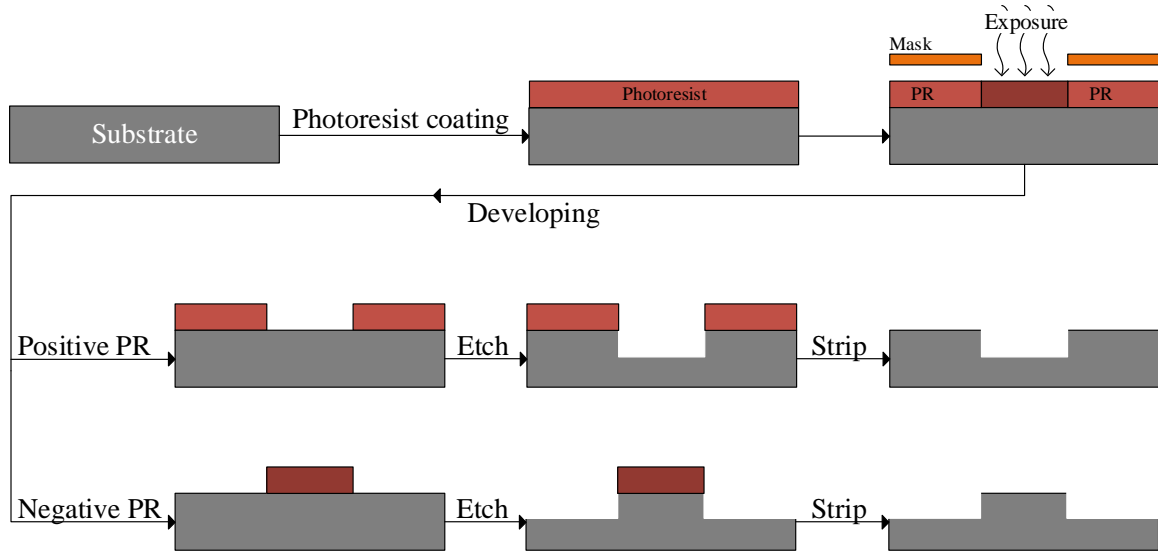 Exposure
Mask
Photoresist
PR
PR
Substrate
Photoresist coating
Developing
Positive PR
Etch
Strip
Negative PR
Etch
Strip